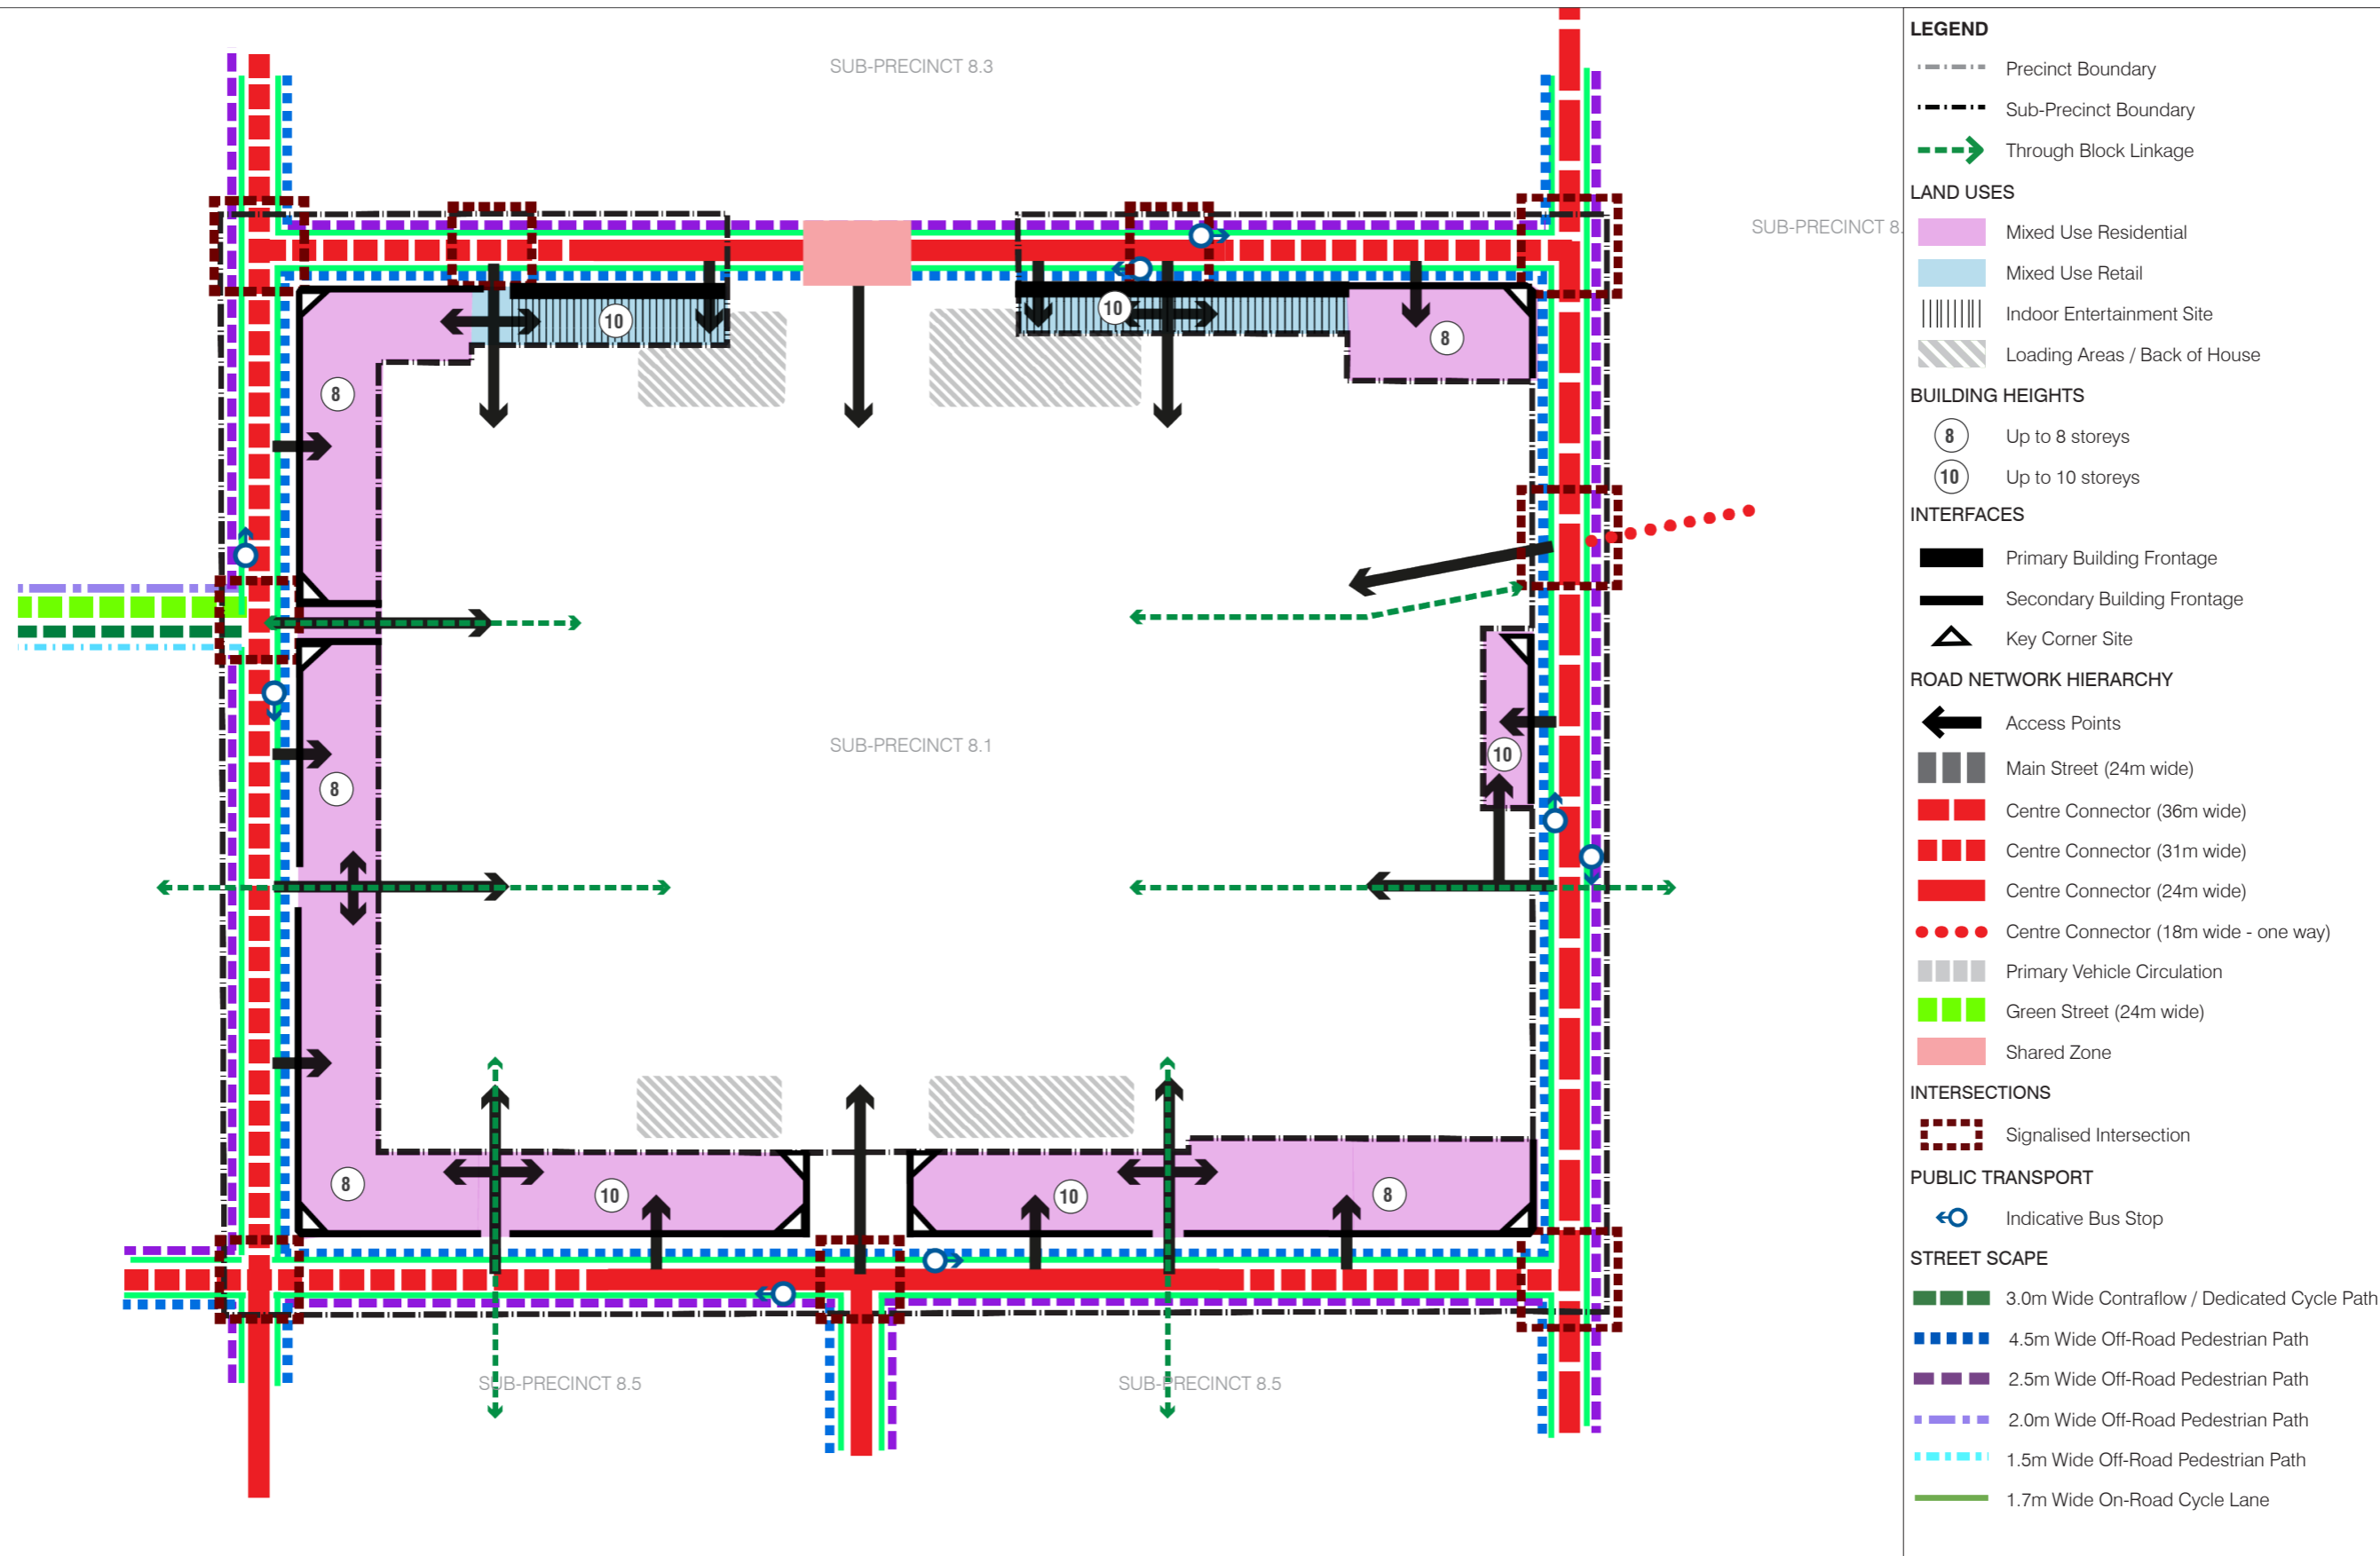 SUB-PRECINCT 8.3
SUB-PRECINCT 8.
10
10
8
8
SUB-PRECINCT 8.1
10
8
8
10
10
8
SUB-PRECINCT 8.5
SUB-PRECINCT 8.5
LEGEND
Precinct Boundary
Sub-Precinct Boundary
Through Block Linkage
LAND USES
Mixed Use Residential
Mixed Use Retail
Indoor Entertainment Site
Loading Areas / Back of House
BUILDING HEIGHTS
8 Up to 8 storeys
10 Up to 10 storeys
INTERFACES
Primary Building Frontage
Secondary Building Frontage
Key Corner Site
ROAD NETWORK HIERARCHY
Access Points
Main Street (24m wide)
Centre Connector (36m wide)
Centre Connector (31m wide)
Centre Connector (24m wide)
Centre Connector (18m wide - one way)
Primary Vehicle Circulation
Green Street (24m wide)
Shared Zone
INTERSECTIONS
Signalised Intersection
PUBLIC TRANSPORT
Indicative Bus Stop
STREET SCAPE
3.0m Wide Contraflow / Dedicated Cycle Path
4.5m Wide Off-Road Pedestrian Path
2.5m Wide Off-Road Pedestrian Path
2.0m Wide Off-Road Pedestrian Path
1.5m Wide Off-Road Pedestrian Path
1.7m Wide On-Road Cycle Lane